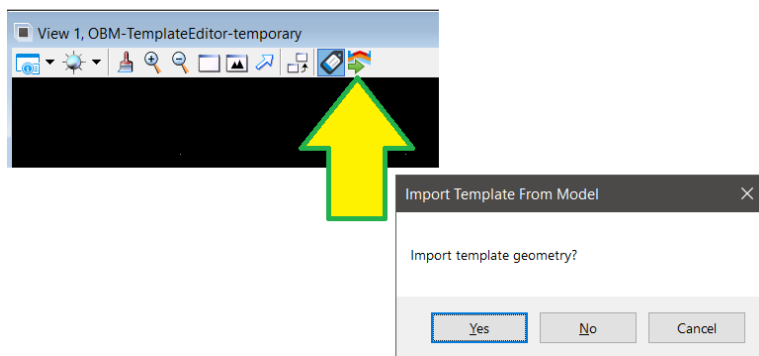 View 1, OBM-TemplateEditor-temporary
Import Template From Model
Import template geometry?
Yes
No
Cancel